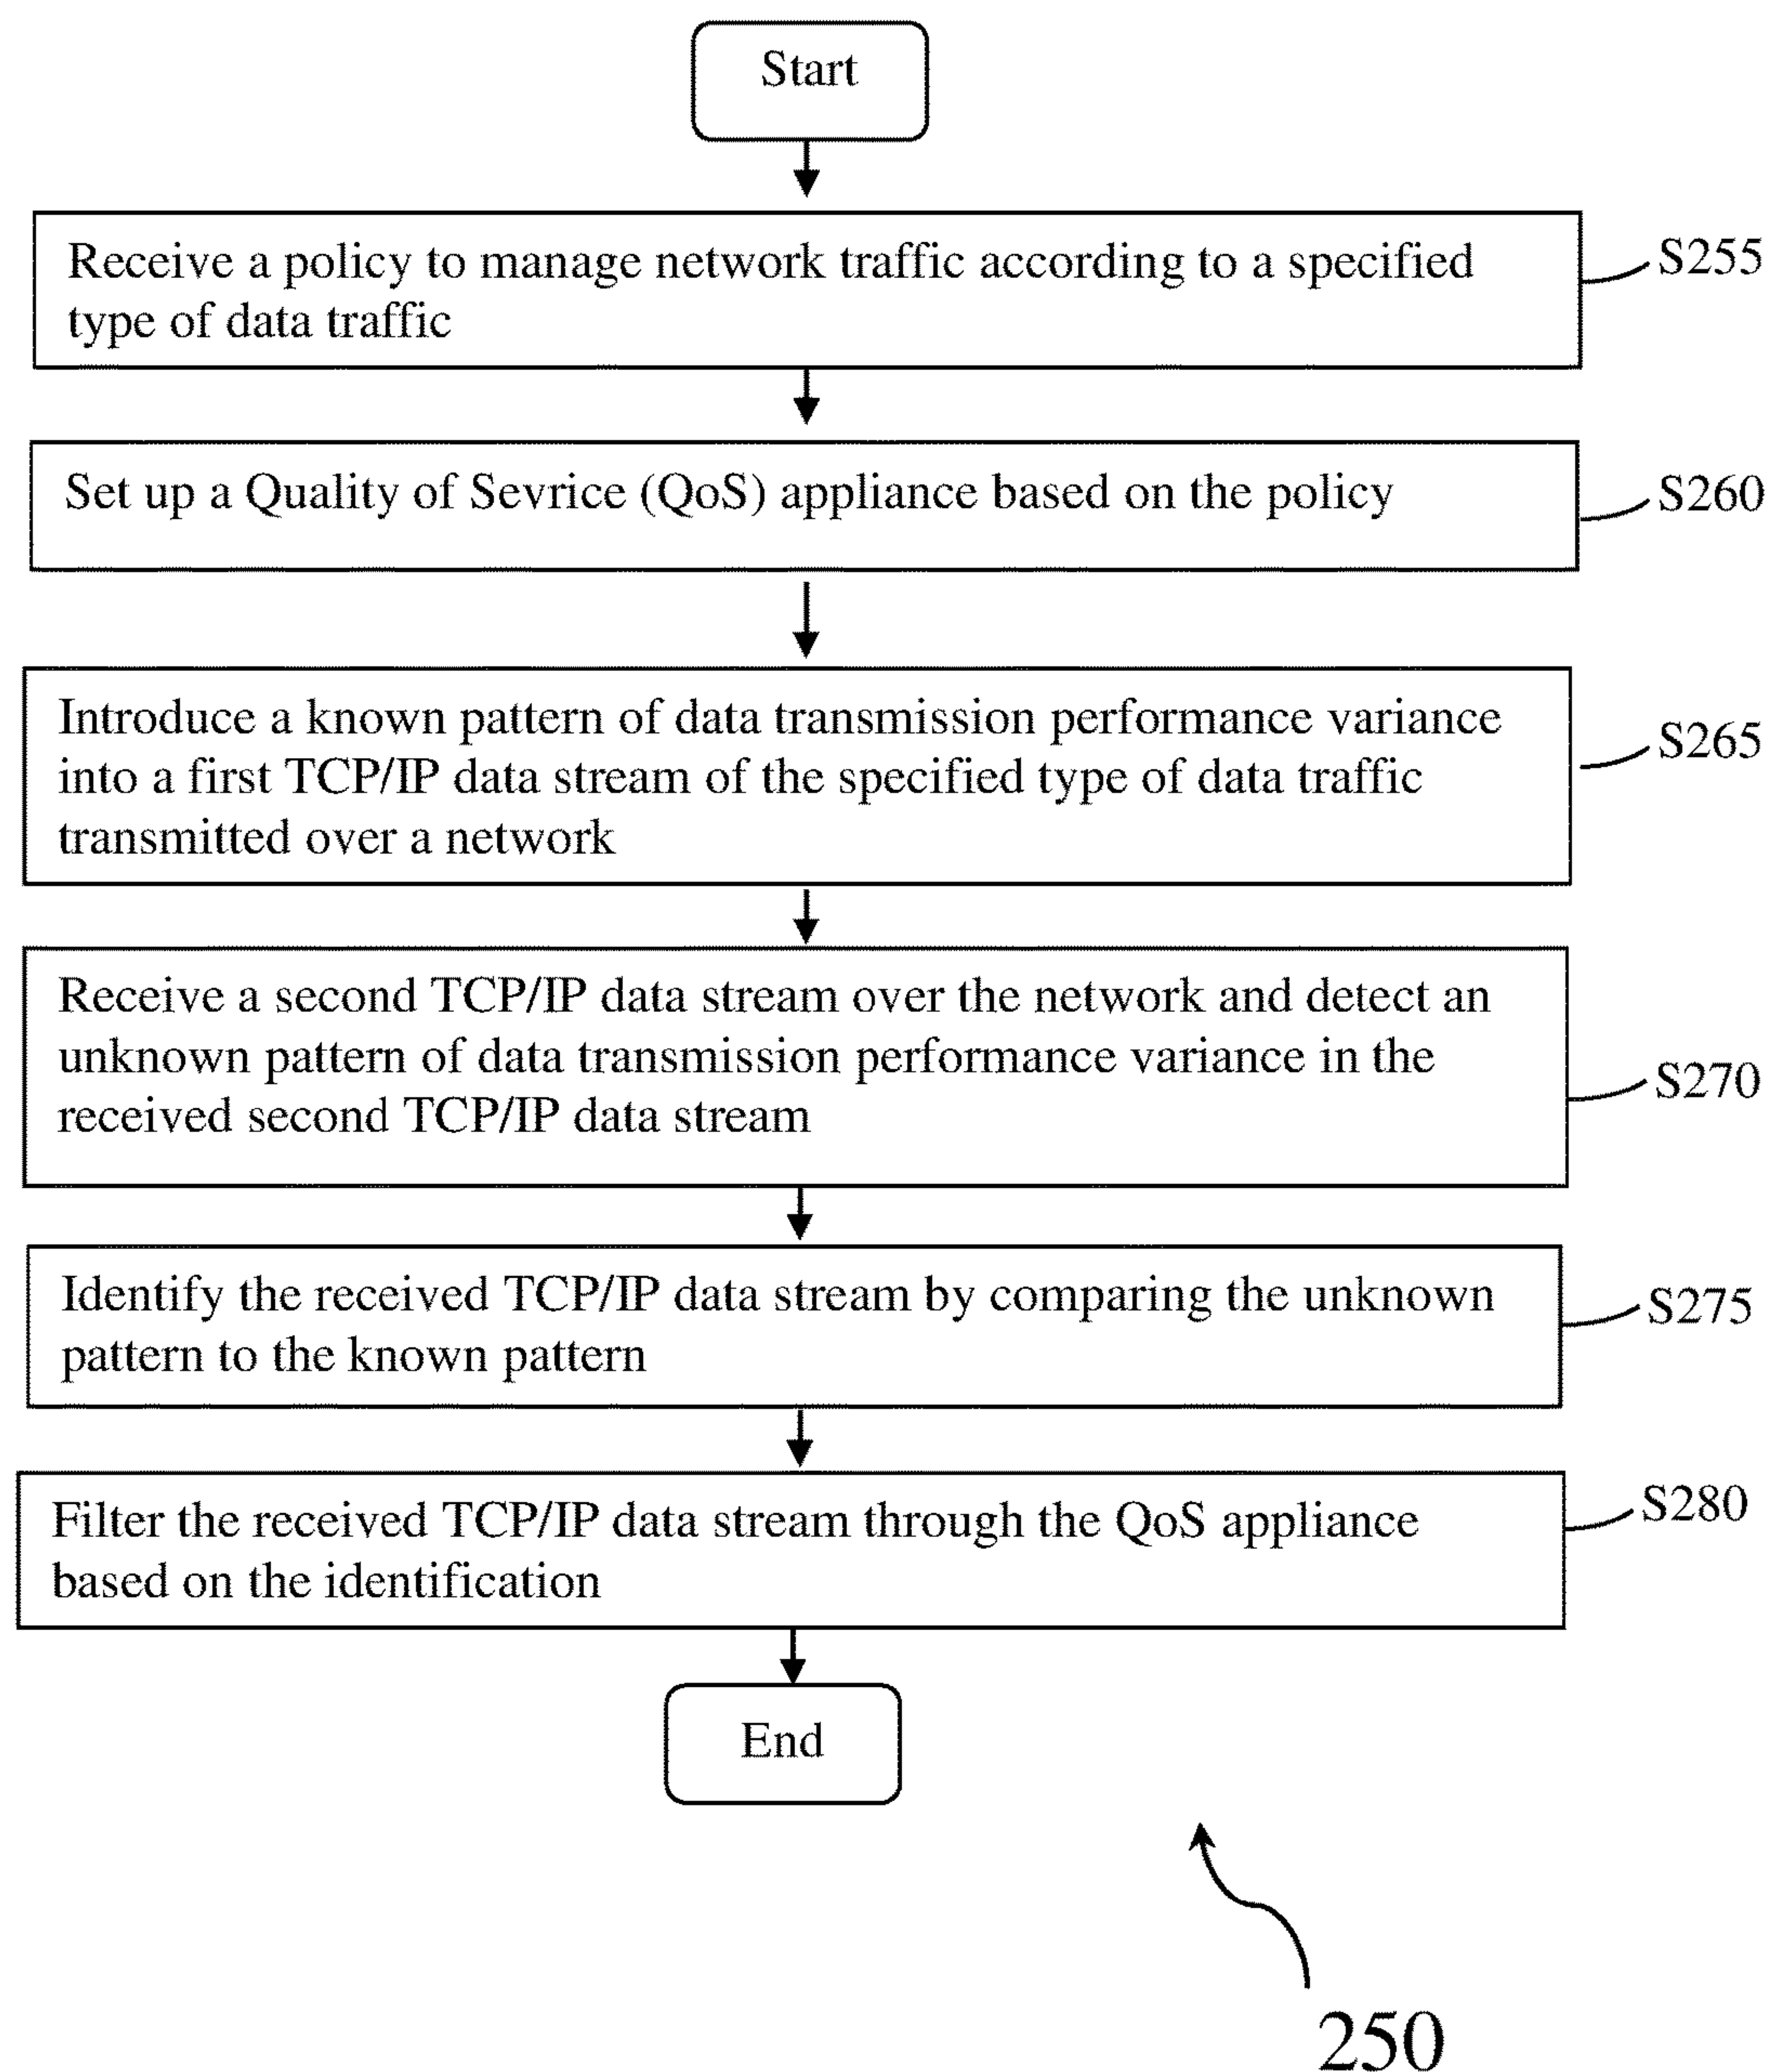 Start
Receive a policy to manage network traffic according to a specified
type of data traffic
S255
Set up a Quality of Sevrice (QoS) appliance based on the policy
S260
Introduce a known pattern of data transmission performance variance
into a first TCP/IP data stream of the specified type of data traffic
transmitted over a network
S265
Receive a second TCP/IP data stream over the network and detect an
unknown pattern of data transmission performance variance in the
received second TCP/IP data stream
S270
Identify the received TCP/IP data stream by comparing the unknown
pattern to the known pattern
S275
Filter the received TCP/IP data stream through the QoS appliance
based on the identification
S280
End
250